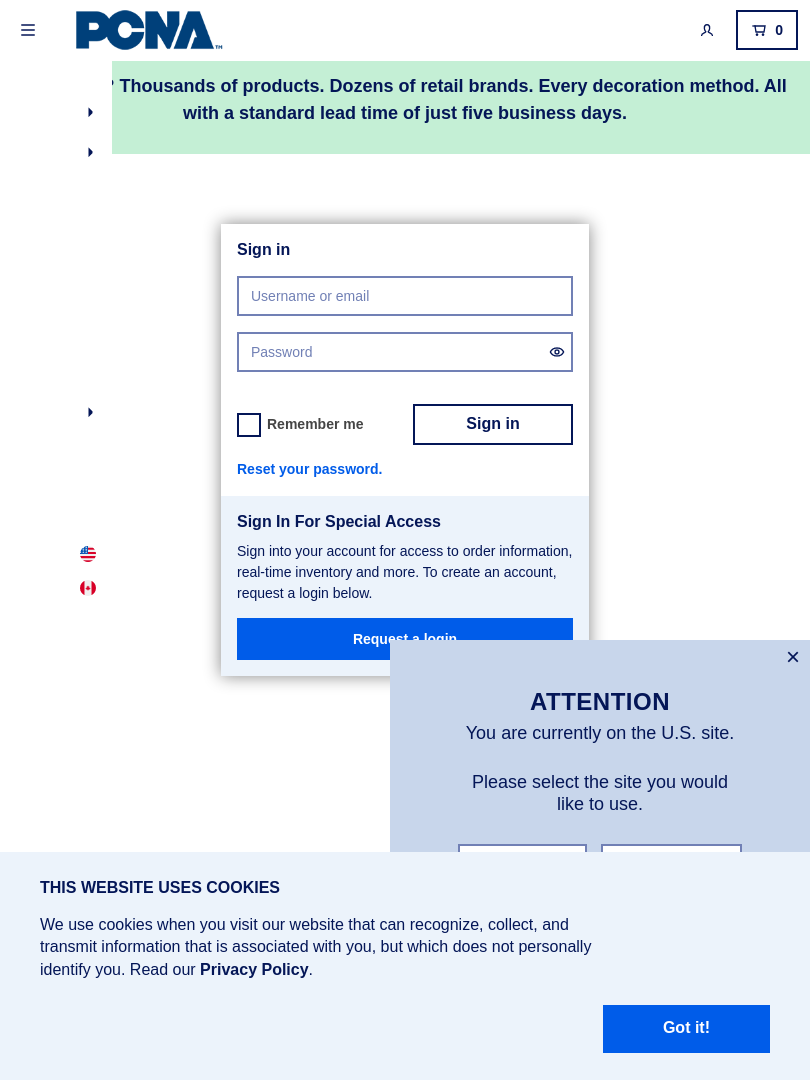 PCNA™
0
? Thousands of products. Dozens of retail brands. Every decoration method. All
with a standard lead time of just five business days.
Sign in
Username or email
Password
Remember me
Sign in
Reset your password.
Sign In For Special Access
Sign into your account for access to order information,
real-time inventory and more. To create an account,
request a login below.
Request a login
ATTENTION
You are currently on the U.S. site.
Please select the site you would
like to use.
THIS WEBSITE USES COOKIES
We use cookies when you visit our website that can recognize, collect, and
transmit information that is associated with you, but which does not personally
identify you. Read our Privacy Policy.
Got it!